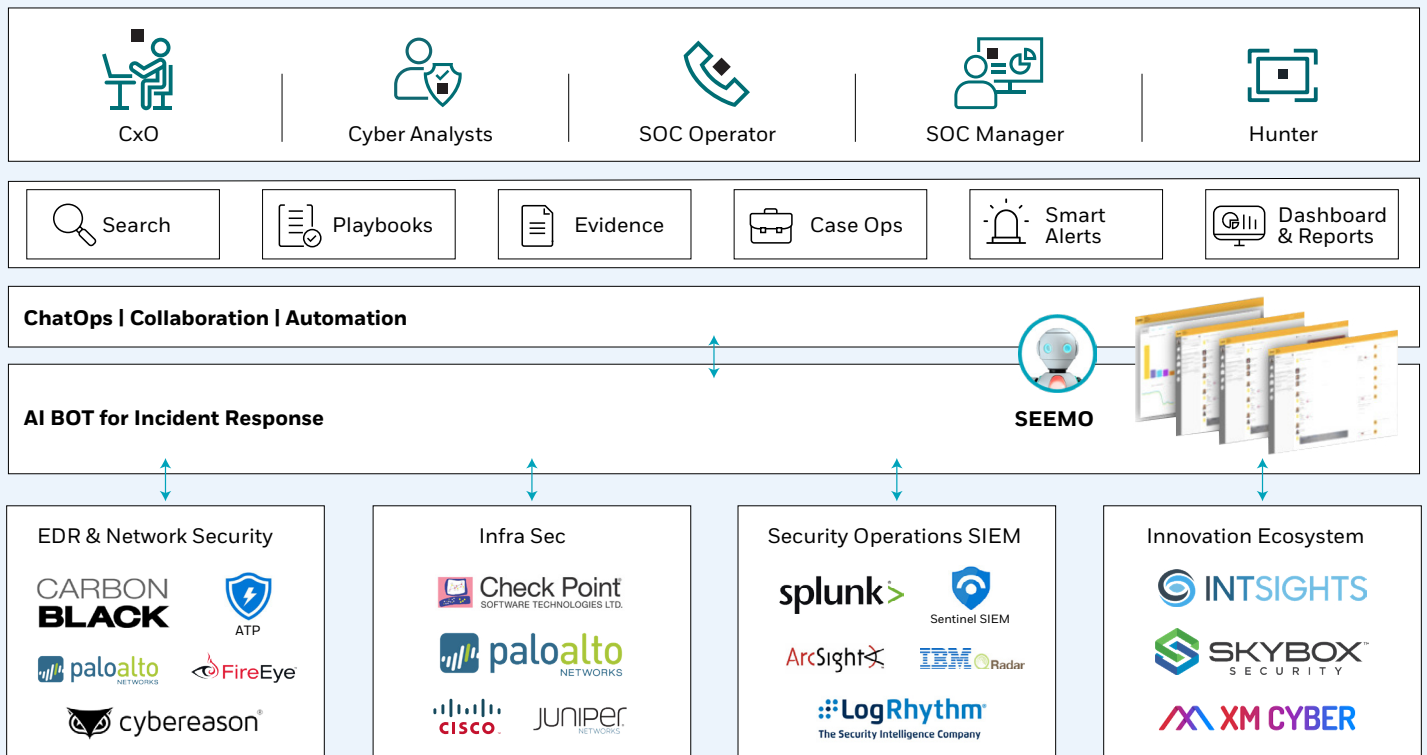 CxO
Cyber Analysts
SOC Operator
SOC Manager
Hunter
Search
Playbooks
Evidence
Case Ops
Smart
Alerts
Dashboard
& Reports
ChatOps | Collaboration | Automation
AI BOT for Incident Response
SEEMO
EDR & Network Security
CARBON
BLACK
ATP
paloalto
NETWORKS
FireEye™
cybereason®
Infra Sec
Check Point®
SOFTWARE TECHNOLOGIES LTD.
paloalto
NETWORKS
CISCO
JUNIPER
NETWORKS
Security Operations SIEM
splunk>
Sentinel SIEM
ArcSight
IBM QRadar
LogRhythm®
The Security Intelligence Company
Innovation Ecosystem
INTSIGHTS
SKYBOX™
SECURITY
XM CYBER